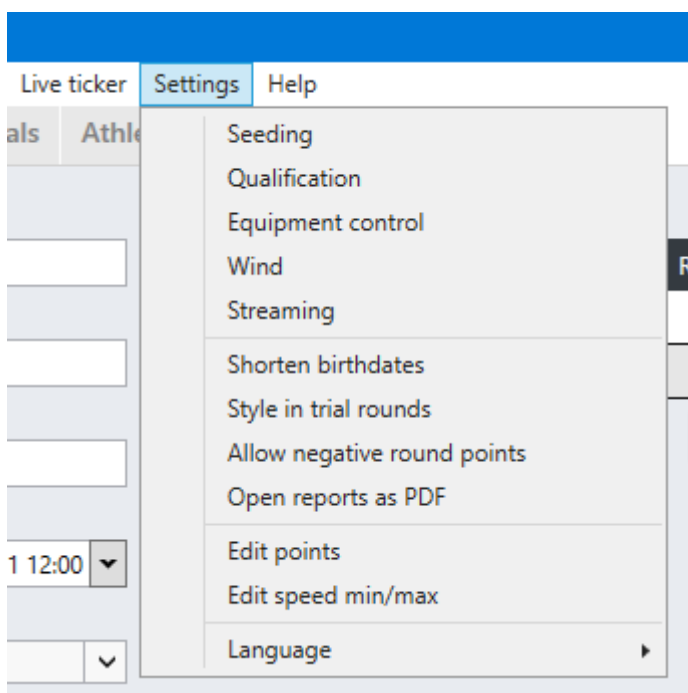 Live ticker Settings Help
als Athle
Seeding
Qualification
Equipment control
Wind
R
Streaming
Shorten birthdates
Style in trial rounds
Allow negative round points
Open reports as PDF
Edit points
1 12:00
Edit speed min/max
Language